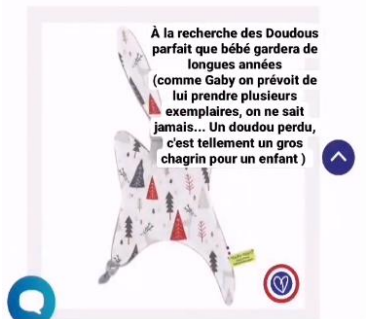 À la recherche des Doudous
parfait que bébé gardera de
longues années
(comme Gaby on prévoit de
lui prendre plusieurs
exemplaires, on ne sait
jamais... Un doudou perdu,
c'est tellement un gros
chagrin pour un enfant )